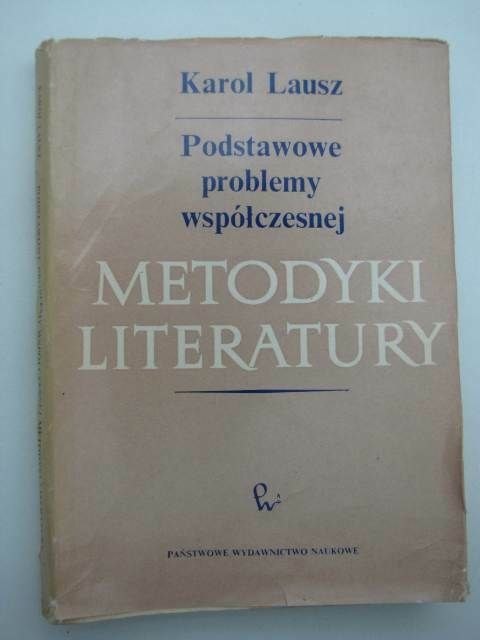 Karol Lausz
Podstawowe
problemy
współczesnej
METODYKI
LITERATURY
PAŃSTWOWE WYDAWNICTWO NAUKOWE